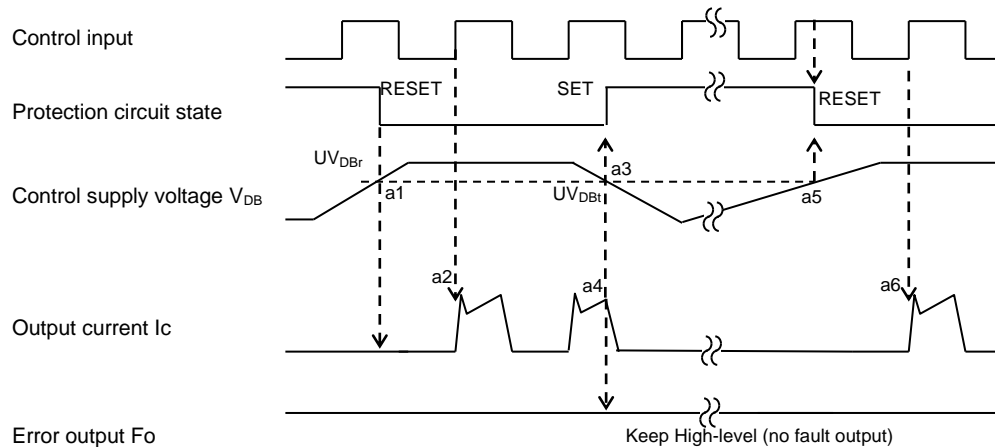 Control input
RESET
SET
Protection circuit state
RESET
UVDBr
a3
Control supply voltage VDB
a1
UVDBt
a5
a2
a4
a6
Output current Ic
Error output Fo
Keep High-level (no fault output)